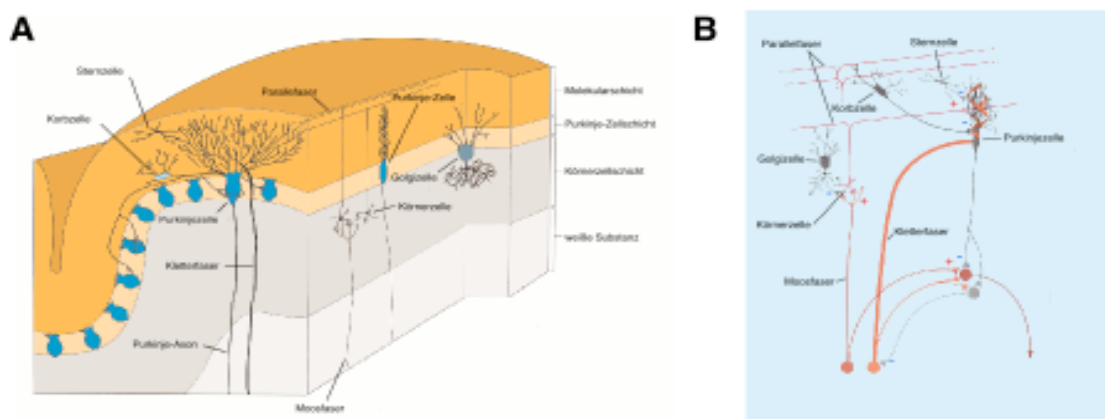 A
Sternzelle
Parallelfaser
Korbzelle
Purkinje-Zelle
Molekularschicht
Purkinje-Zellschicht
Golgizelle
Körnerzellschicht
Purkinjezelle
Körnerzelle
weiße Substanz
Kletterfaser
Purkinje-Axon
Moosfaser
B
Parallelfaser
Sternzelle
Korbzelle
Purkinjezelle
Golgizelle
Körnerzelle
Kletterfaser
Moosfaser